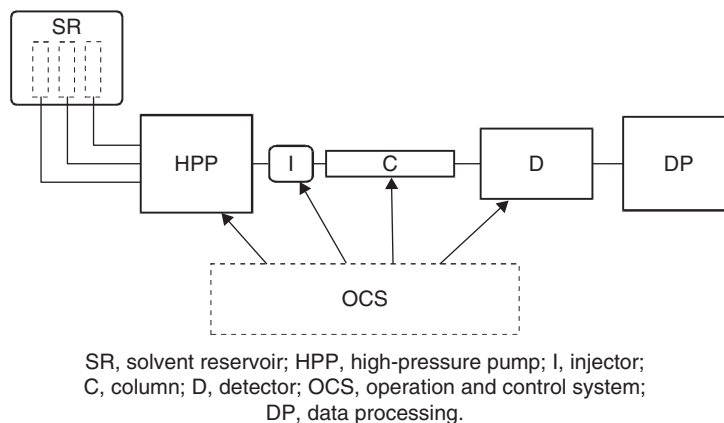 SR
HPP
I
C
D
DP
OCS
SR, solvent reservoir; HPP, high-pressure pump; I, injector;
C, column; D, detector; OCS, operation and control system;
DP, data processing.